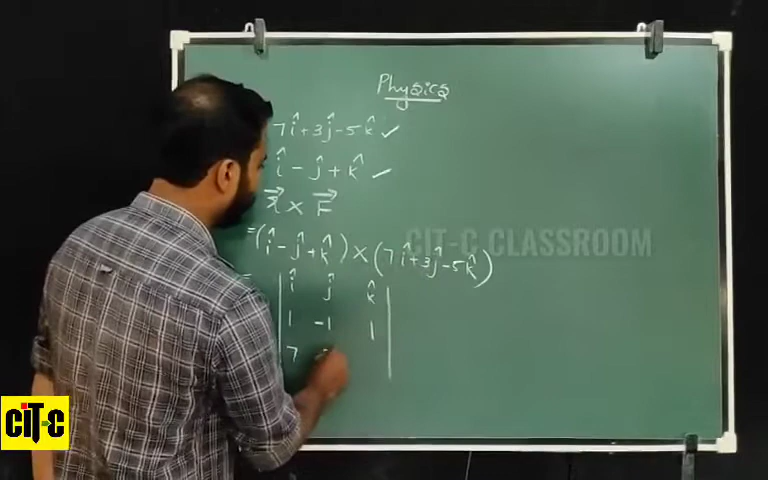 Physics
7î+3ĵ-5k̂ ✓
î-ĵ+k̂ ✓
r⃗ × F⃗
=(î-ĵ+k̂)×(7î+3ĵ-5k̂)
=
î ĵ k̂
1 -1 1
7
CIT-C CLASSROOM
CIT-C